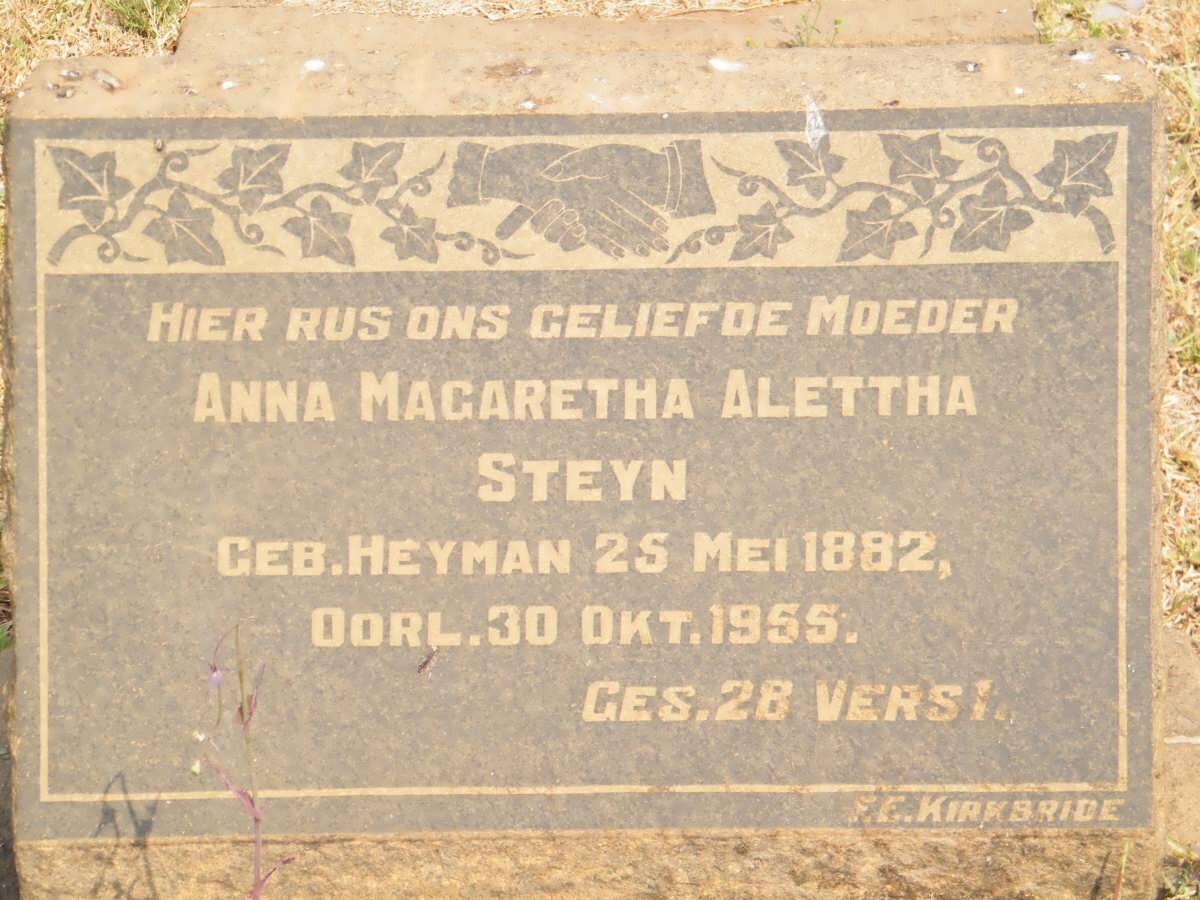 HIER RUS ONS GELIEFDE MOEDER
ANNA MAGARETHA ALETTHA
STEYN
GEB. HEYMAN 25 MEI 1882,
OORL. 30 OKT. 1955.
GES. 28 VERS 1.
F.E. KIRKBRIDE